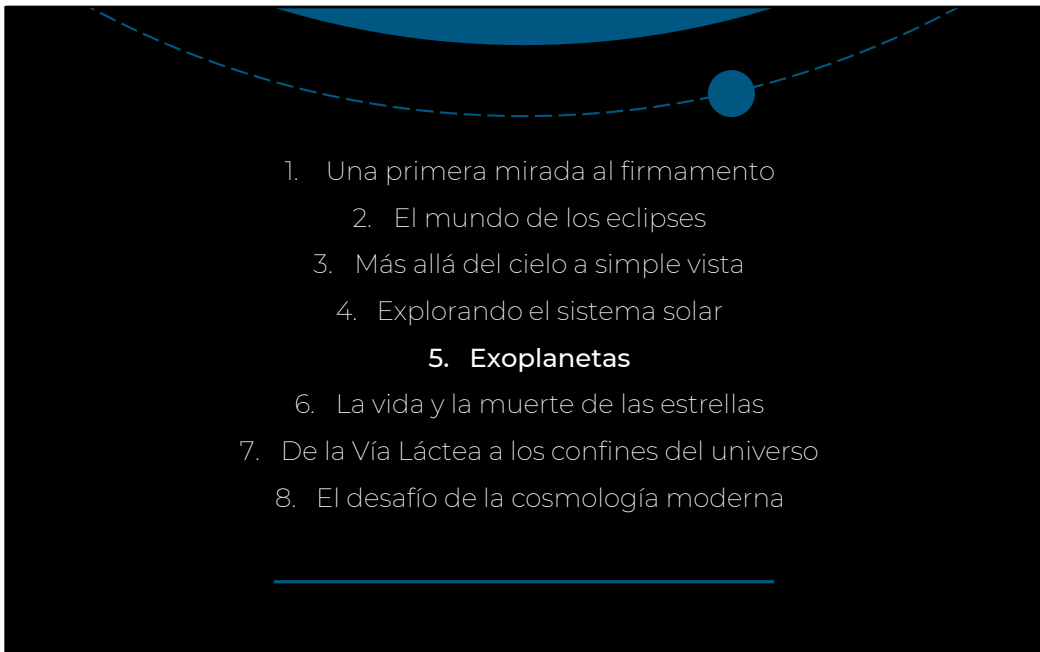 1. Una primera mirada al firmamento
2. El mundo de los eclipses
3. Más allá del cielo a simple vista
4. Explorando el sistema solar
5. Exoplanetas
6. La vida y la muerte de las estrellas
7. De la Vía Láctea a los confines del universo
8. El desafío de la cosmología moderna